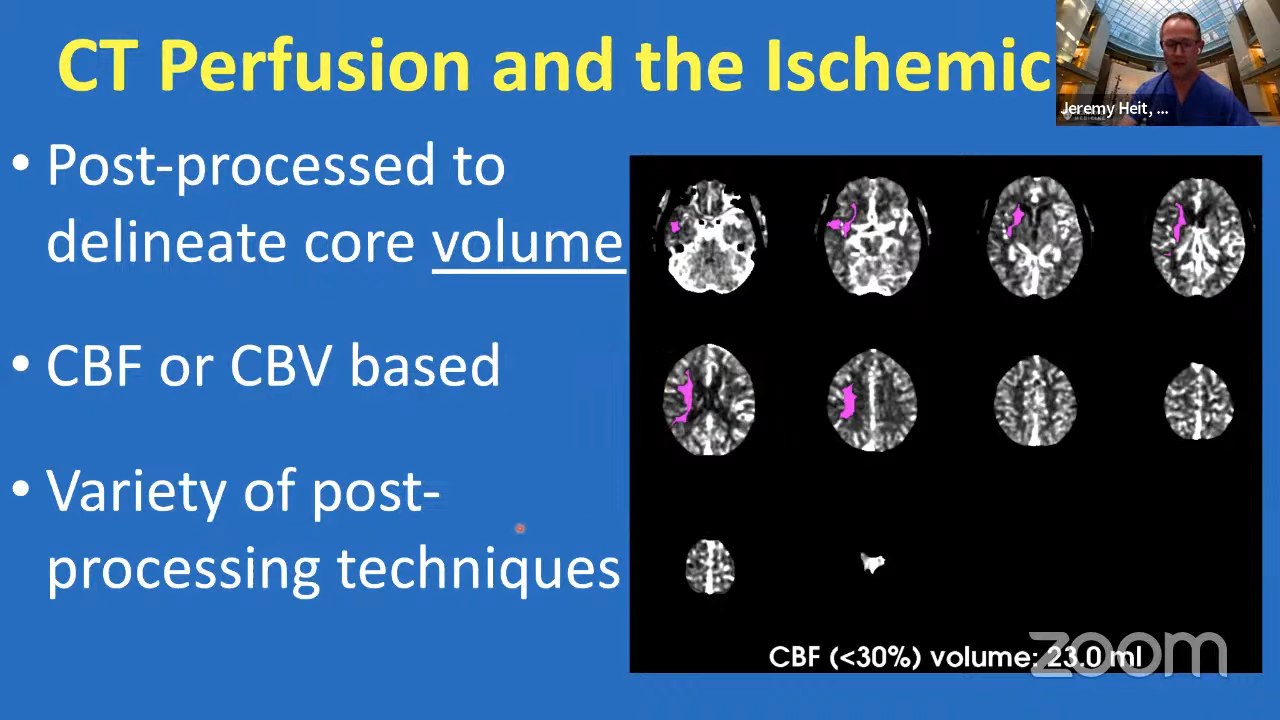 CT Perfusion and the Ischemic
Jeremy Heit, ...
MEDICINE
• Post-processed to
delineate core volume
• CBF or CBV based
• Variety of post-
processing techniques
CBF (<30%) volume: 23.0 ml
zoom